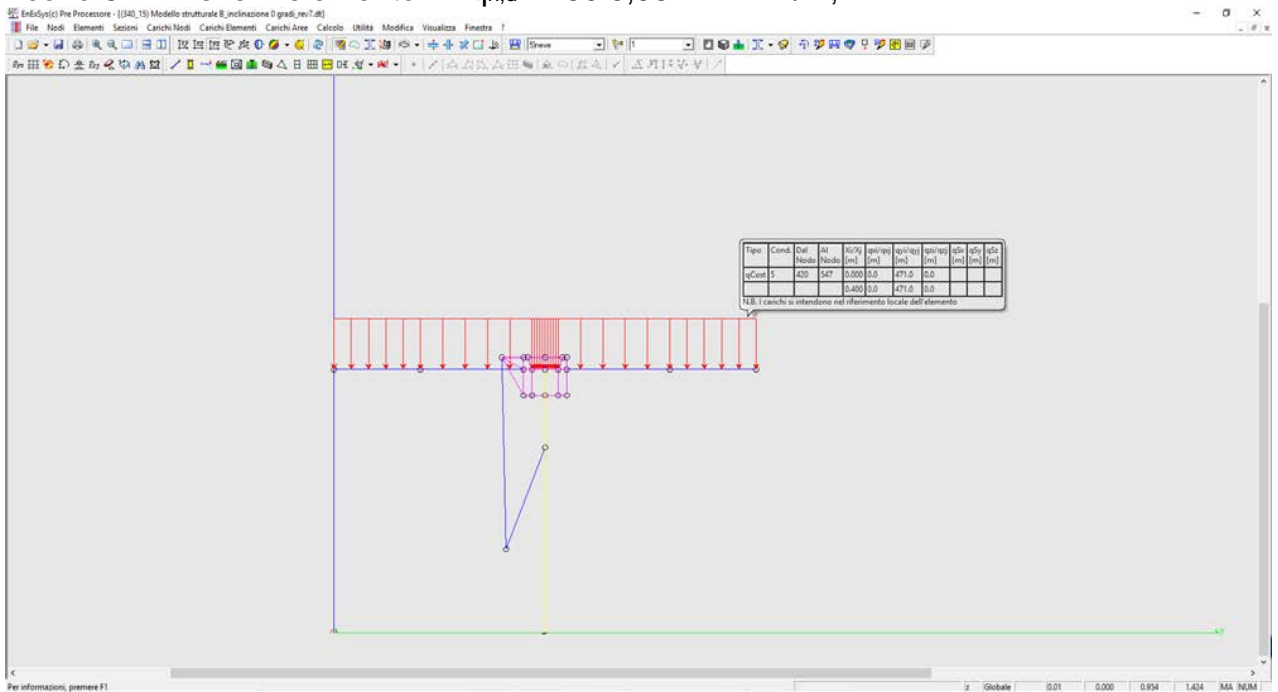 EnExSys(c) Pre Processore - [(340_15) Modello strutturale B_inclinazione 0 gradi_rev7.dt]
File Nodi Elementi Sezioni Carichi Nodi Carichi Elementi Carichi Aree Calcolo Utilità Modifica Visualizza Finestra ?
Bneve 1
Tipo Cond. Dal Nodo Al Nodo Xi/Xj [m] qxi/qxj [m] qyi/qyj [m] qzi/qzj [m] qSx [m] qSy [m] qSz [m]
qCost 5 420 547 0.000 0.0 471.0 0.0
0.400 0.0 471.0 0.0
N.B. I carichi si intendono nel riferimento locale dell'elemento
Y
Per informazioni, premere F1 z Globale 0.01 0.000 0.954 1.424 MA NUM